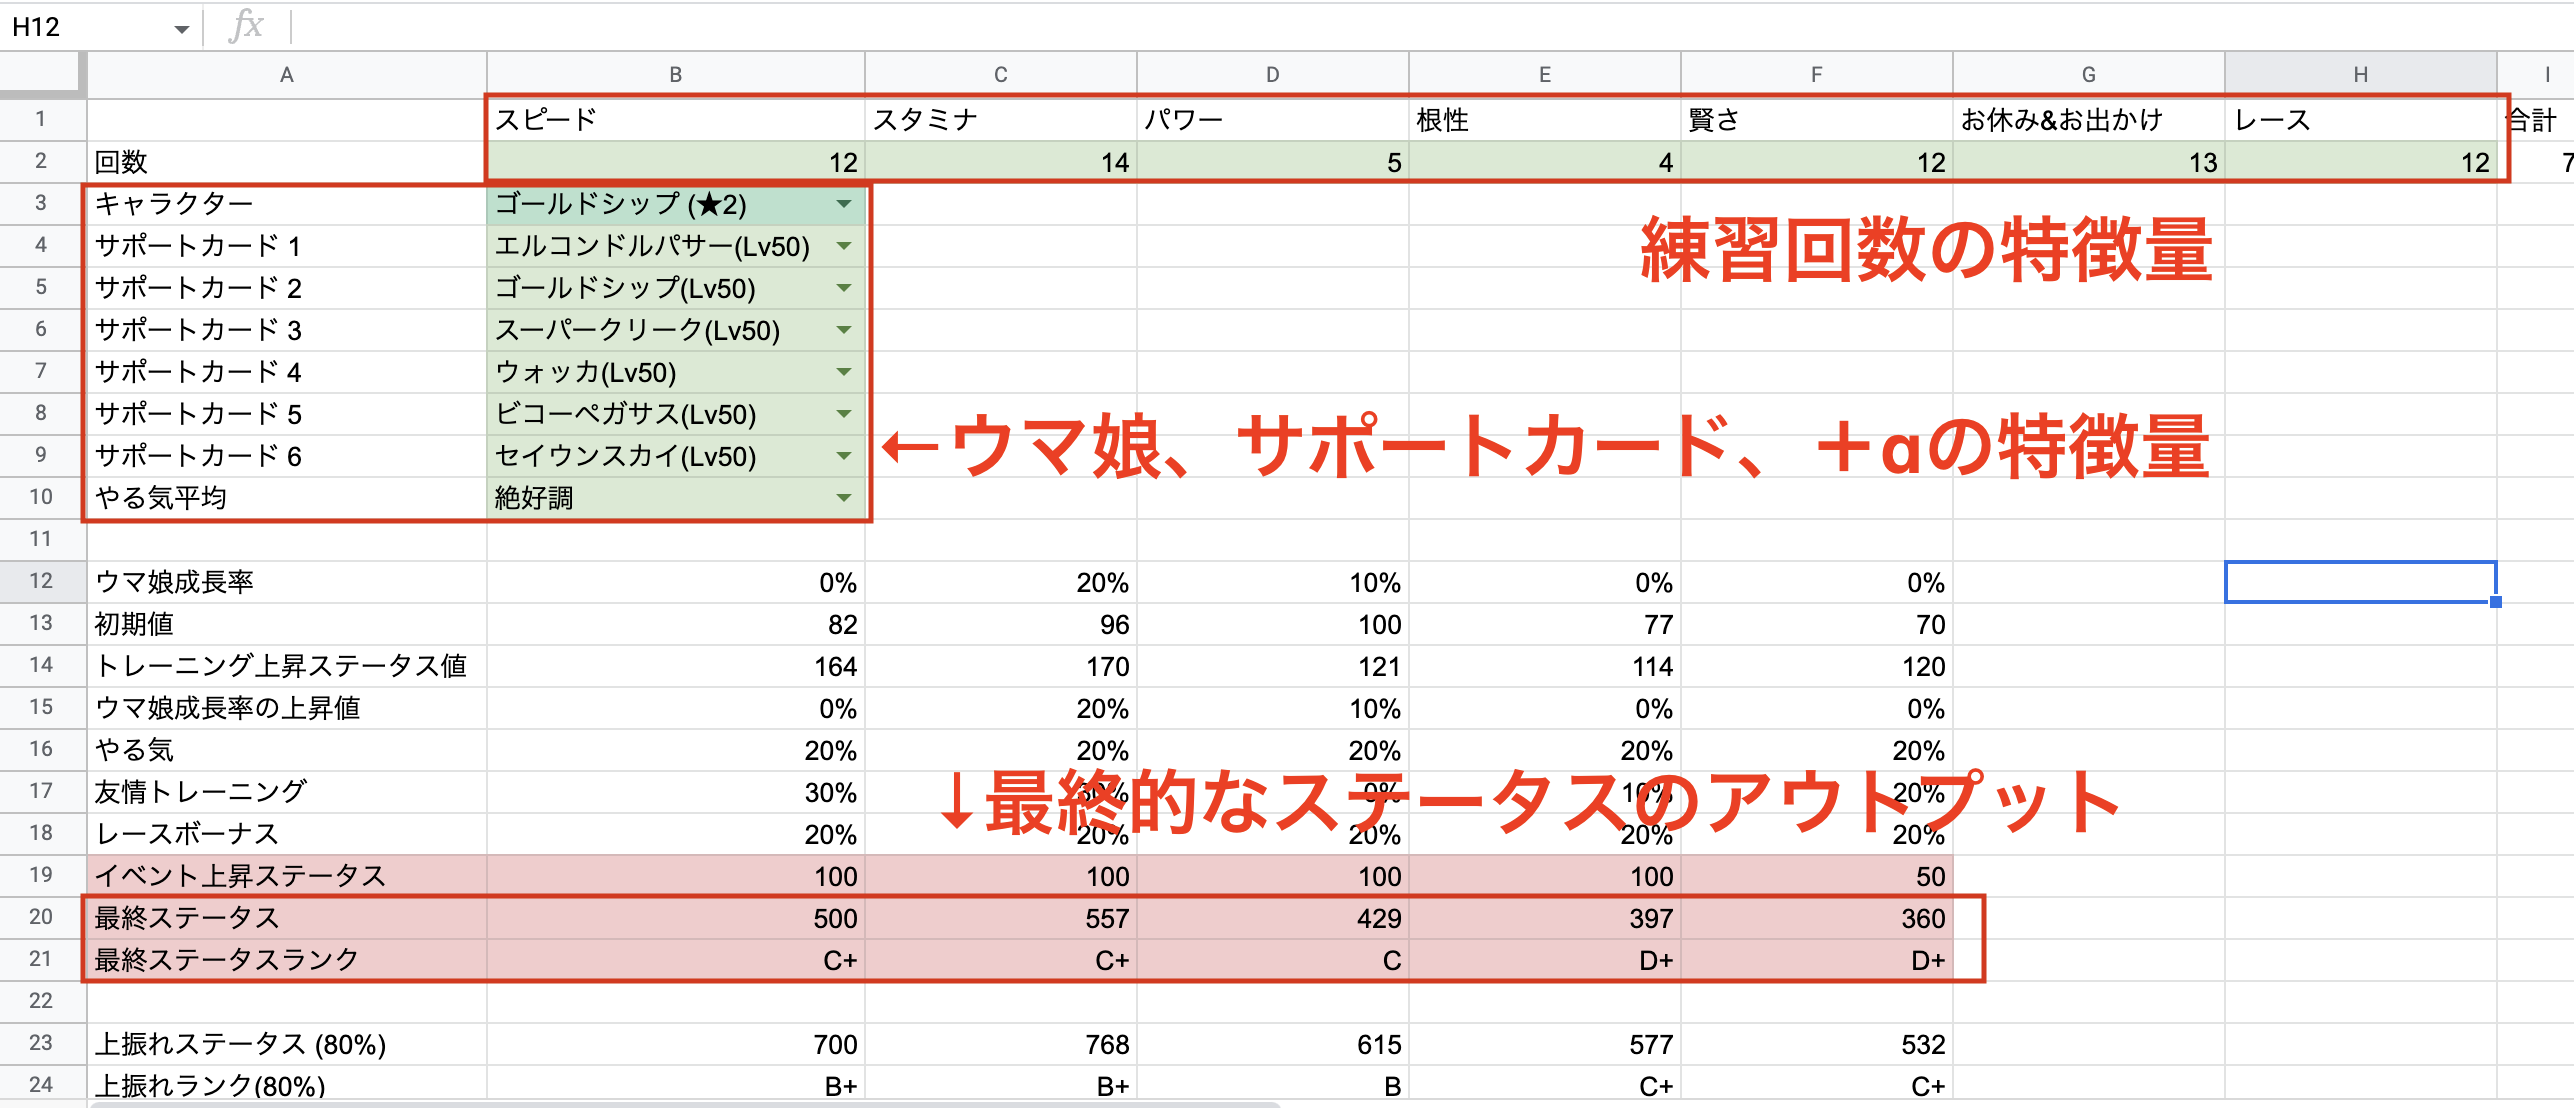 H12 fx
A B C D E F G H I
1 スピード スタミナ パワー 根性 賢さ お休み&お出かけ レース 合計
2 回数 12 14 5 4 12 13 12 7
3 キャラクター ゴールドシップ (★2)
練習回数の特徴量
4 サポートカード 1 エルコンドルパサー(Lv50)
5 サポートカード 2 ゴールドシップ(Lv50)
6 サポートカード 3 スーパークリーク(Lv50)
7 サポートカード 4 ウォッカ(Lv50)
8 サポートカード 5 ビコーペガサス(Lv50)
←ウマ娘、サポートカード、＋αの特徴量
9 サポートカード 6 セイウンスカイ(Lv50)
10 やる気平均 絶好調
11
12 ウマ娘成長率 0% 20% 10% 0% 0%
13 初期値 82 96 100 77 70
14 トレーニング上昇ステータス値 164 170 121 114 120
15 ウマ娘成長率の上昇値 0% 20% 10% 0% 0%
16 やる気 20% 20% 20% 20% 20%
17 友情トレーニング 30% 30% 0% 10% 20%
↓最終的なステータスのアウトプット
18 レースボーナス 20% 20% 20% 20% 20%
19 イベント上昇ステータス 100 100 100 100 50
20 最終ステータス 500 557 429 397 360
21 最終ステータスランク C+ C+ C D+ D+
22
23 上振れステータス (80%) 700 768 615 577 532
24 上振れランク(80%) B+ B+ B C+ C+